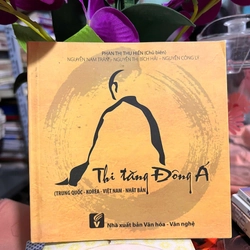 PHAN THỊ THU HIỀN (Chủ biên)
NGUYỄN NAM TRÂN - NGUYỄN THỊ BÍCH HẢI - NGUYỄN CÔNG LÝ
Thi tăng Đông Á
(TRUNG QUỐC - KOREA - VIỆT NAM - NHẬT BẢN)
Nhà xuất bản Văn hóa - Văn nghệ